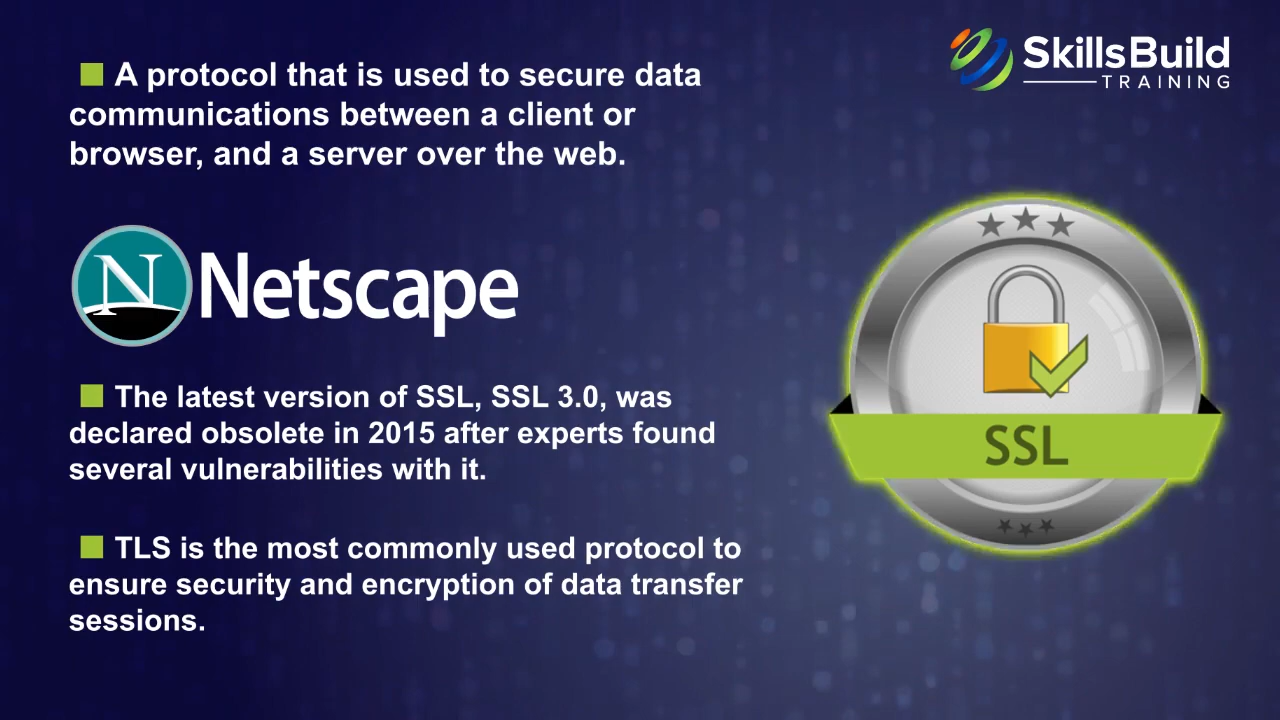 A protocol that is used to secure data
communications between a client or
browser, and a server over the web.
SkillsBuild
TRAINING
N Netscape
The latest version of SSL, SSL 3.0, was
declared obsolete in 2015 after experts found
several vulnerabilities with it.
SSL
TLS is the most commonly used protocol to
ensure security and encryption of data transfer
sessions.